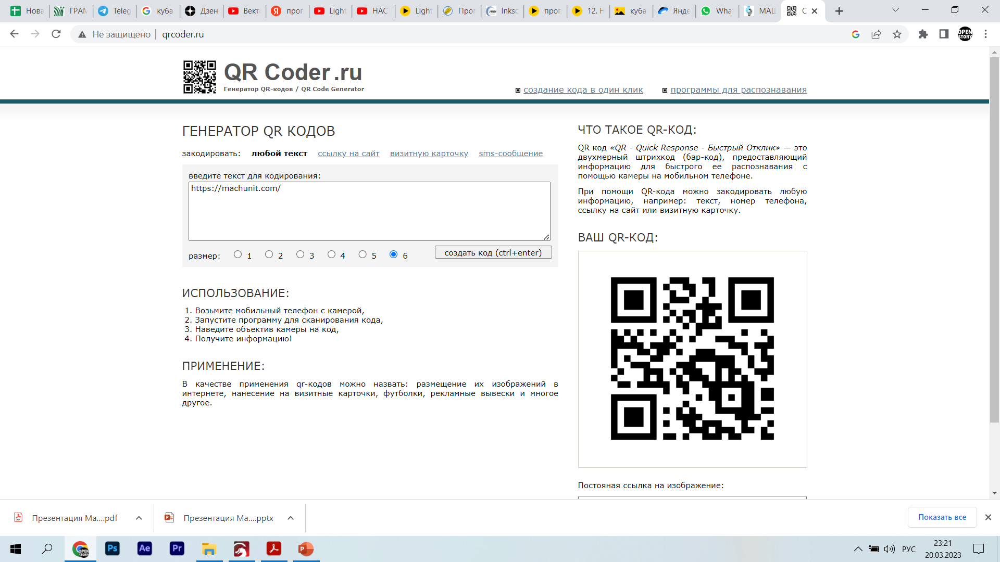 Нова
ГРАМ
Teleg
куба
Дзен
Векто
прог
Light
НАСТ
Light
Прог
Inksc
прог
12. Н
куба
Янде
What
МАШ
С
Не защищено
qrcoder.ru
OPEN STORY
QR Coder.ru
Генератор QR-кодов / QR Code Generator
создание кода в один клик
программы для распознавания
ГЕНЕРАТОР QR КОДОВ
закодировать: любой текст ссылку на сайт визитную карточку sms-сообщение
введите текст для кодирования:
https://machunit.com/
размер: 1 2 3 4 5 6 создать код (ctrl+enter)
ИСПОЛЬЗОВАНИЕ:
1. Возьмите мобильный телефон с камерой,
2. Запустите программу для сканирования кода,
3. Наведите объектив камеры на код,
4. Получите информацию!
ПРИМЕНЕНИЕ:
В качестве применения qr-кодов можно назвать: размещение их изображений в
интернете, нанесение на визитные карточки, футболки, рекламные вывески и многое
другое.
ЧТО ТАКОЕ QR-КОД:
QR код «QR - Quick Response - Быстрый Отклик» — это
двухмерный штрихкод (бар-код), предоставляющий
информацию для быстрого ее распознавания с
помощью камеры на мобильном телефоне.
При помощи QR-кода можно закодировать любую
информацию, например: текст, номер телефона,
ссылку на сайт или визитную карточку.
ВАШ QR-КОД:
Постояная ссылка на изображение:
Презентация Ма....pdf
Презентация Ма....pptx
Показать все
Ps
Ae
Pr
РУС
23:21
20.03.2023